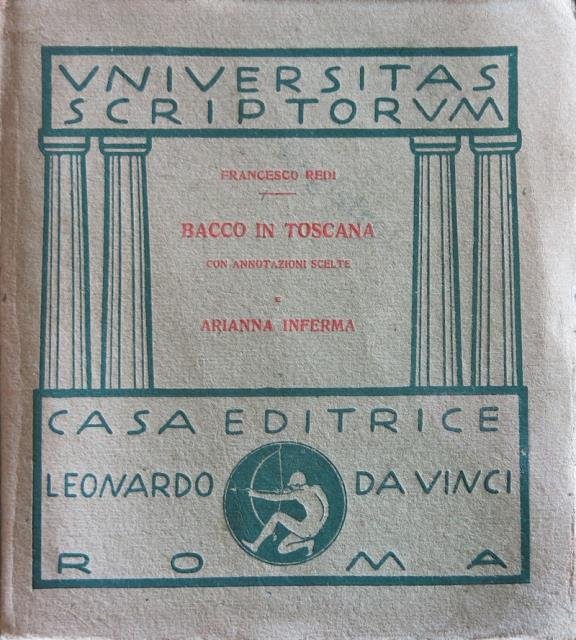 VNIVERSITAS
SCRIPTORVM
FRANCESCO REDI
BACCO IN TOSCANA
CON ANNOTAZIONI SCELTE
E
ARIANNA INFERMA
CASA EDITRICE
LEONARDO DA VINCI
ROMA